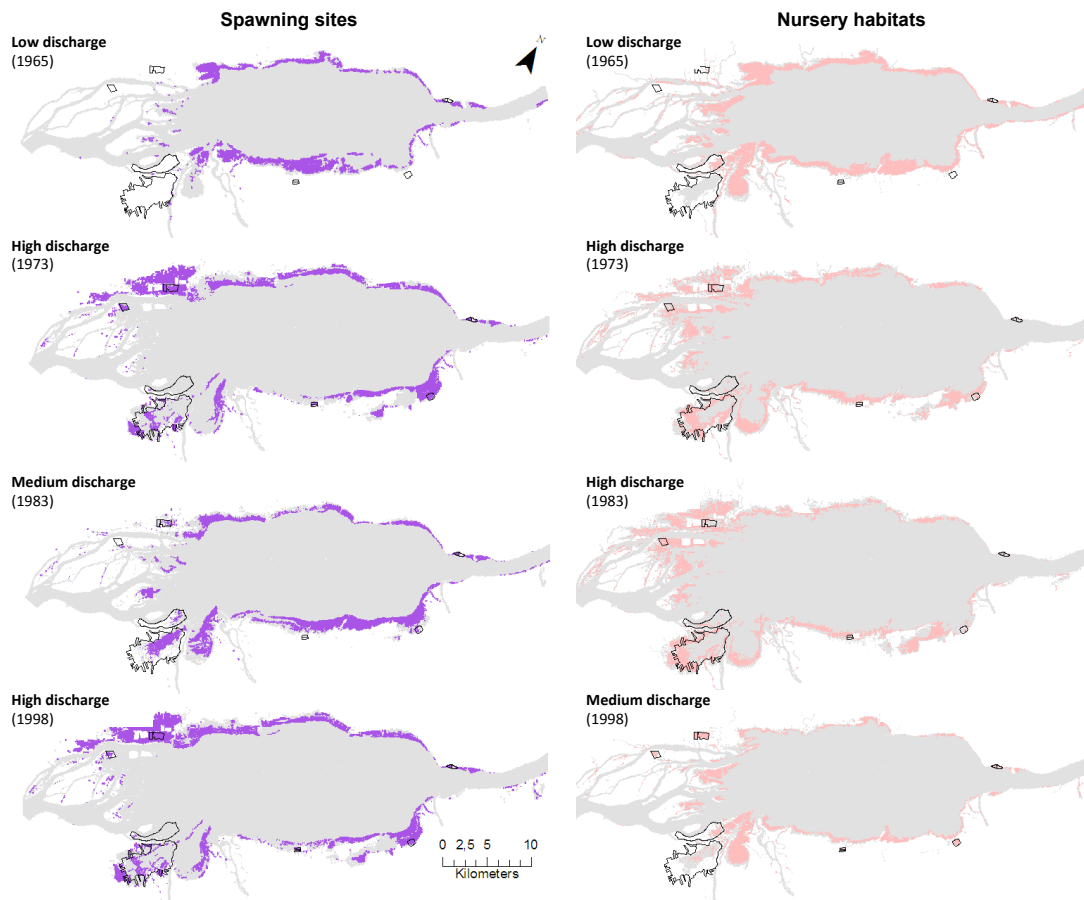 Spawning sites
Nursery habitats
Low discharge
(1965)
N
Low discharge
(1965)
High discharge
(1973)
High discharge
(1973)
Medium discharge
(1983)
High discharge
(1983)
High discharge
(1998)
Medium discharge
(1998)
0 2,5 5 10
Kilometers